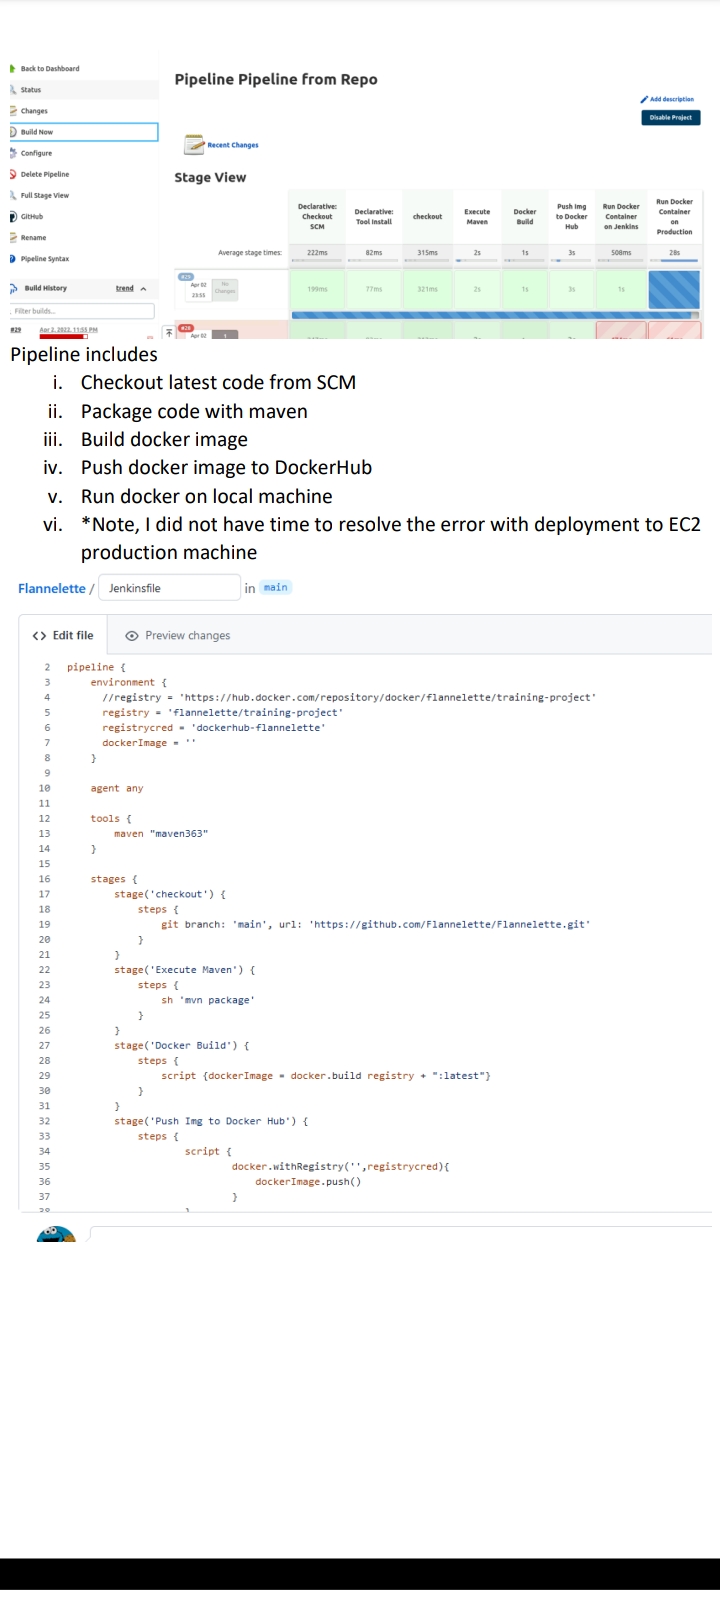 Back to Dashboard
Status
Changes
Build Now
Configure
Delete Pipeline
Full Stage View
GitHub
Rename
Pipeline Syntax
Build History trend
Filter builds...
#29 Apr 2, 2022, 11:55 PM
Pipeline Pipeline from Repo
Add description
Disable Project
Recent Changes
Stage View
Declarative: Checkout SCM
Declarative: Tool Install
checkout
Execute Maven
Docker Build
Push Img to Docker Hub
Run Docker Container on Jenkins
Run Docker Container on Production
Average stage times: 222ms 82ms 315ms 2s 1s 3s 508ms 28s
#29
Apr 02
23:55
No Changes
199ms 77ms 321ms 2s 1s 3s 1s
#28
Apr 02
1
Pipeline includes
i. Checkout latest code from SCM
ii. Package code with maven
iii. Build docker image
iv. Push docker image to DockerHub
v. Run docker on local machine
vi. *Note, I did not have time to resolve the error with deployment to EC2
production machine
Flannelette / Jenkinsfile in main
<> Edit file Preview changes
2 pipeline {
3 environment {
4 //registry = 'https://hub.docker.com/repository/docker/flannelette/training-project'
5 registry = 'flannelette/training-project'
6 registrycred = 'dockerhub-flannelette'
7 dockerImage = ''
8 }
9
10 agent any
11
12 tools {
13 maven "maven363"
14 }
15
16 stages {
17 stage('checkout') {
18 steps {
19 git branch: 'main', url: 'https://github.com/Flannelette/Flannelette.git'
20 }
21 }
22 stage('Execute Maven') {
23 steps {
24 sh 'mvn package'
25 }
26 }
27 stage('Docker Build') {
28 steps {
29 script {dockerImage = docker.build registry + ":latest"}
30 }
31 }
32 stage('Push Img to Docker Hub') {
33 steps {
34 script {
35 docker.withRegistry('',registrycred){
36 dockerImage.push()
37 }